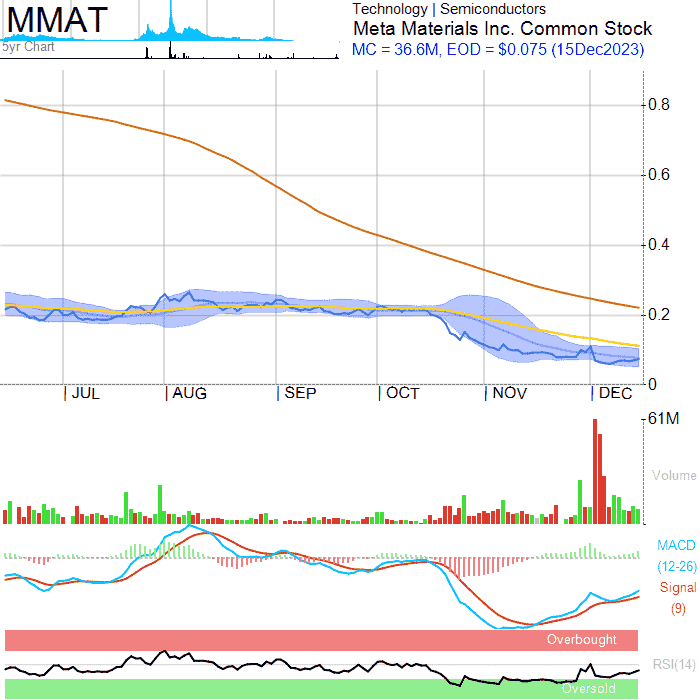 MMAT
5yr Chart
Technology | Semiconductors
Meta Materials Inc. Common Stock
MC = 36.6M, EOD = $0.075 (15Dec2023)
0.8
0.6
0.4
0.2
0
JUL AUG SEP OCT NOV DEC
61M
Volume
MACD
(12-26)
Signal
(9)
Overbought
RSI(14)
Oversold